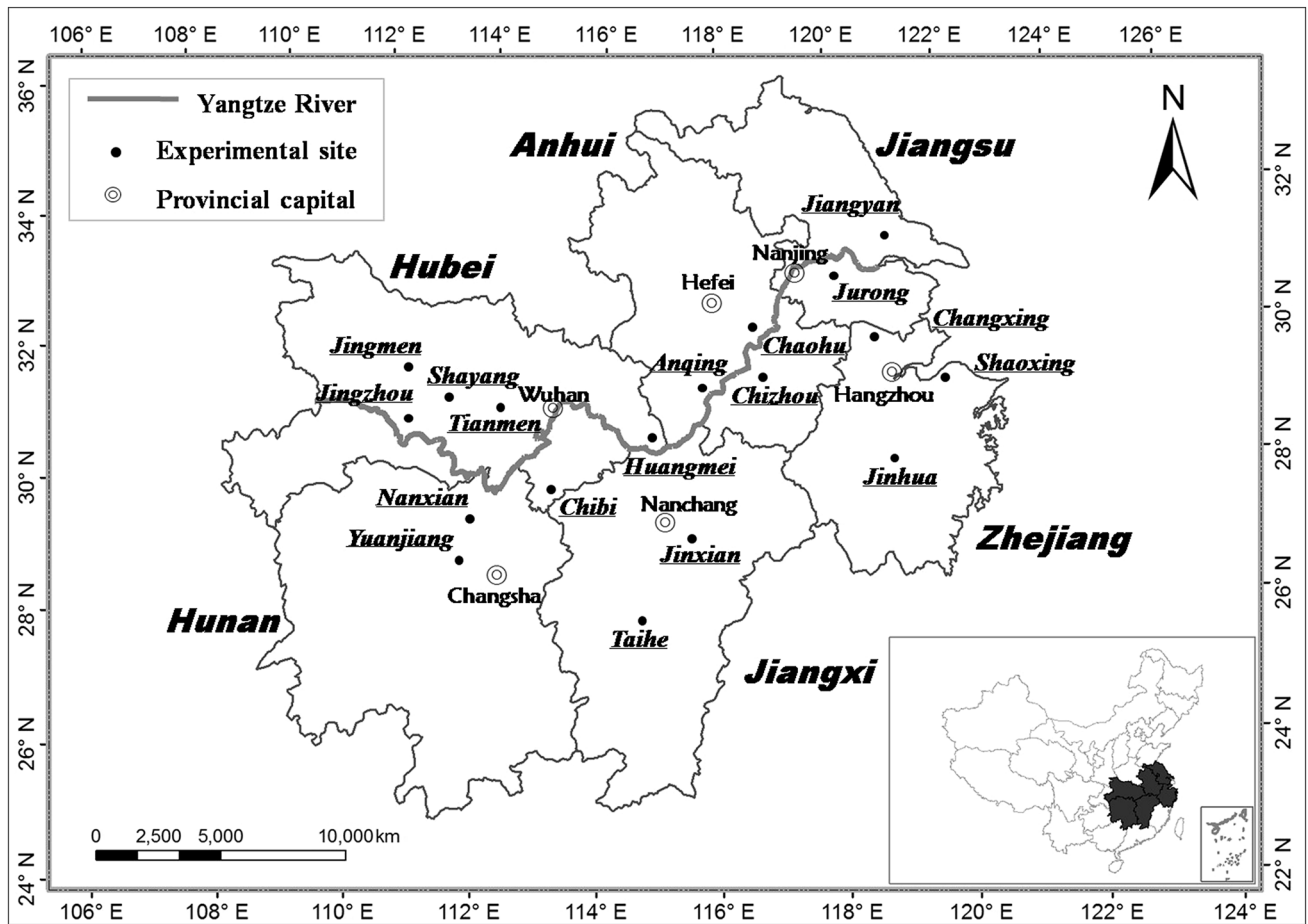 106° E 108° E 110° E 112° E 114° E 116° E 118° E 120° E 122° E 124° E 126° E
36° N
34° N
32° N
30° N
28° N
26° N
24° N
Yangtze River
Experimental site
Provincial capital
N
Anhui
Jiangsu
Jiangyan
Nanjing
Hubei
Hefei
Jurong
Changxing
Jingmen
Chaohu
Anqing
Shaoxing
Shayang
Jingzhou
Wuhan
Chizhou
Hangzhou
Tianmen
Huangmei
Jinhua
Nanxian
Chibi
Nanchang
Yuanjiang
Jinxian
Zhejiang
Changsha
Hunan
Taihe
Jiangxi
0 2,500 5,000 10,000 km
32° N
30° N
28° N
26° N
24° N
22° N
106° E 108° E 110° E 112° E 114° E 116° E 118° E 120° E 122° E 124° E